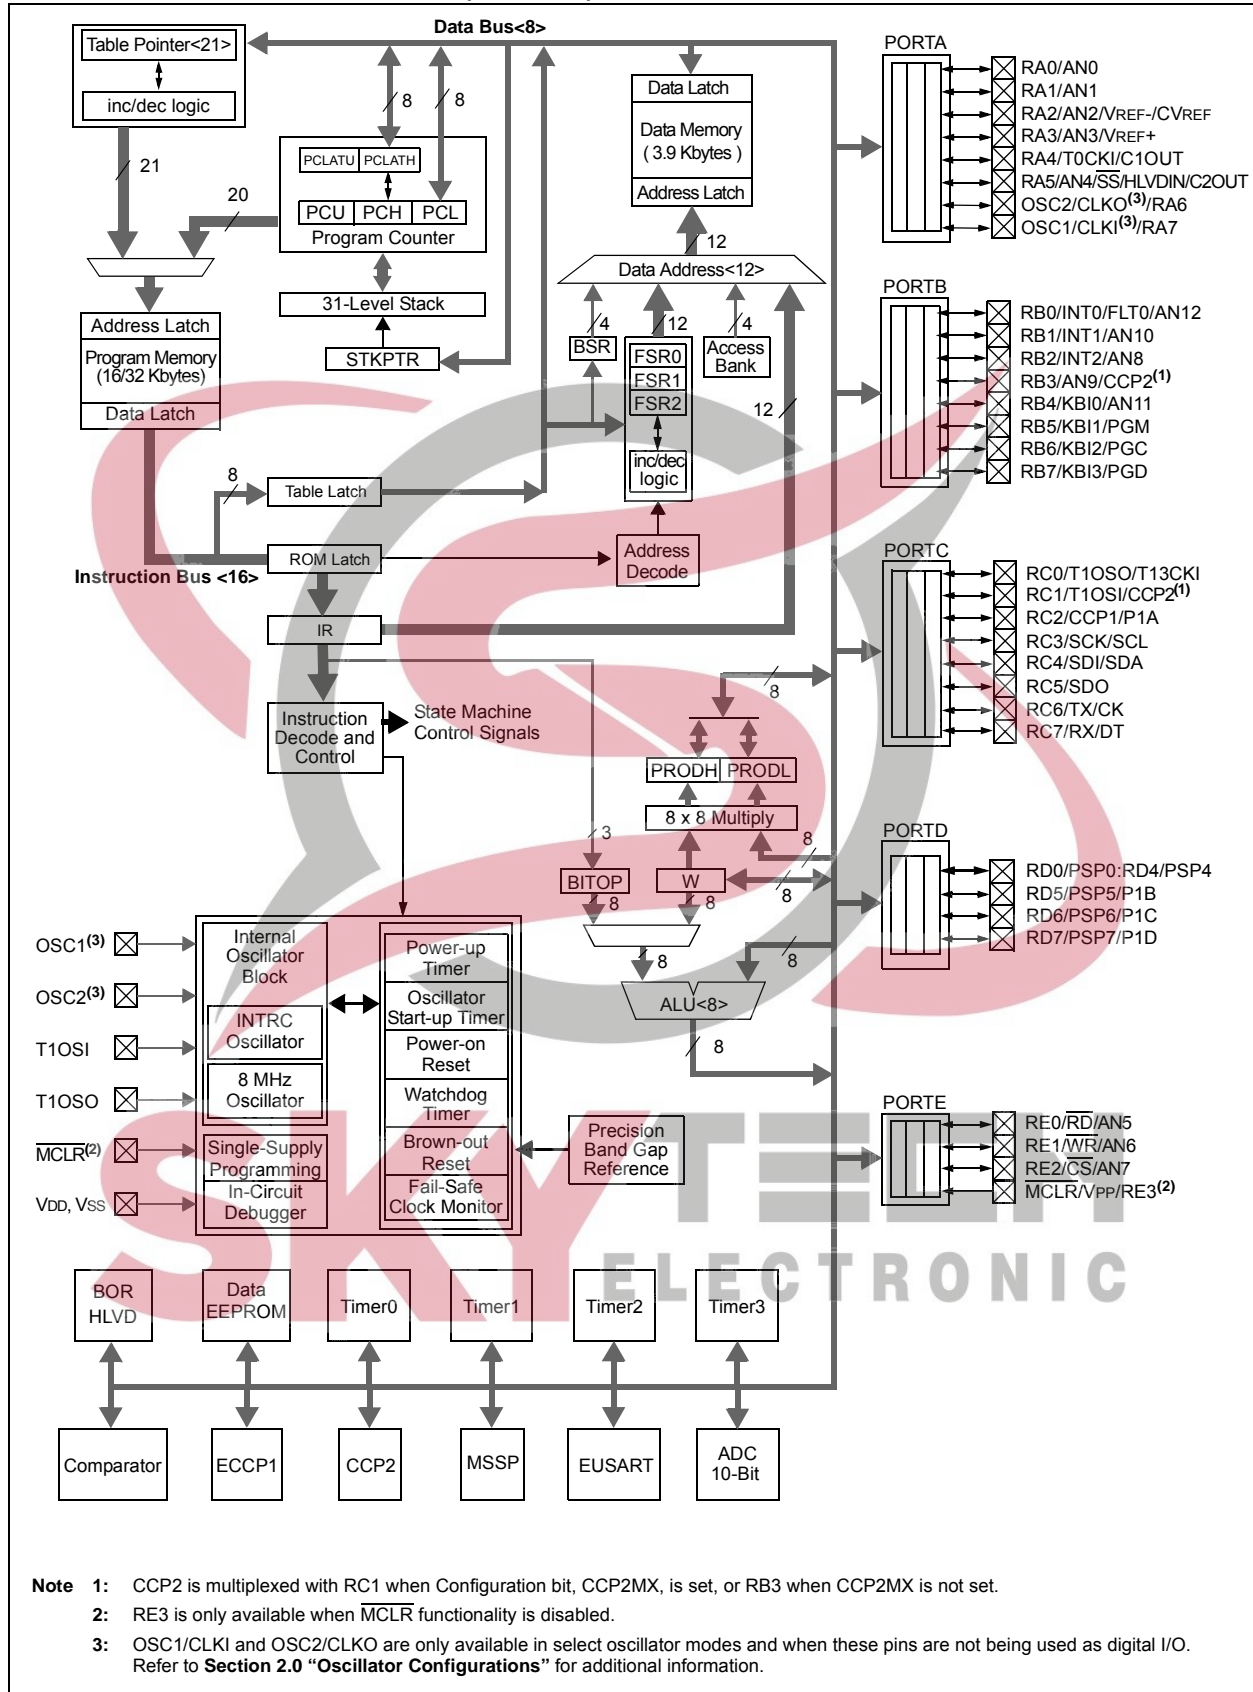 Data Bus<8>
Table Pointer<21>
inc/dec logic
21
20
8
8
PCLATU PCLATH
PCU PCH PCL
Program Counter
31-Level Stack
STKPTR
Address Latch
Program Memory
(16/32 Kbytes)
Data Latch
8
Table Latch
ROM Latch
Instruction Bus <16>
IR
Data Latch
Data Memory
( 3.9 Kbytes )
Address Latch
12
Data Address<12>
4
12
4
BSR
FSR0
FSR1
FSR2
Access
Bank
12
inc/dec
logic
Address
Decode
Instruction
Decode and
Control
State Machine
Control Signals
8
PRODH PRODL
8 x 8 Multiply
3
8
BITOP
W
8
8
8
8
8
ALU<8>
8
OSC1(3)
OSC2(3)
T1OSI
T1OSO
MCLR(2)
VDD, VSS
Internal
Oscillator
Block
INTRC
Oscillator
8 MHz
Oscillator
Single-Supply
Programming
In-Circuit
Debugger
Power-up
Timer
Oscillator
Start-up Timer
Power-on
Reset
Watchdog
Timer
Brown-out
Reset
Fail-Safe
Clock Monitor
Precision
Band Gap
Reference
PORTA
RA0/AN0
RA1/AN1
RA2/AN2/VREF-/CVREF
RA3/AN3/VREF+
RA4/T0CKI/C1OUT
RA5/AN4/SS/HLVDIN/C2OUT
OSC2/CLKO(3)/RA6
OSC1/CLKI(3)/RA7
PORTB
RB0/INT0/FLT0/AN12
RB1/INT1/AN10
RB2/INT2/AN8
RB3/AN9/CCP2(1)
RB4/KBI0/AN11
RB5/KBI1/PGM
RB6/KBI2/PGC
RB7/KBI3/PGD
PORTC
RC0/T1OSO/T13CKI
RC1/T1OSI/CCP2(1)
RC2/CCP1/P1A
RC3/SCK/SCL
RC4/SDI/SDA
RC5/SDO
RC6/TX/CK
RC7/RX/DT
PORTD
RD0/PSP0:RD4/PSP4
RD5/PSP5/P1B
RD6/PSP6/P1C
RD7/PSP7/P1D
PORTE
RE0/RD/AN5
RE1/WR/AN6
RE2/CS/AN7
MCLR/VPP/RE3(2)
SKYTECH
ELECTRONIC
BOR
HLVD
Data
EEPROM
Timer0
Timer1
Timer2
Timer3
Comparator
ECCP1
CCP2
MSSP
EUSART
ADC
10-Bit
Note 1: CCP2 is multiplexed with RC1 when Configuration bit, CCP2MX, is set, or RB3 when CCP2MX is not set.
2: RE3 is only available when MCLR functionality is disabled.
3: OSC1/CLKI and OSC2/CLKO are only available in select oscillator modes and when these pins are not being used as digital I/O.
Refer to Section 2.0 “Oscillator Configurations” for additional information.